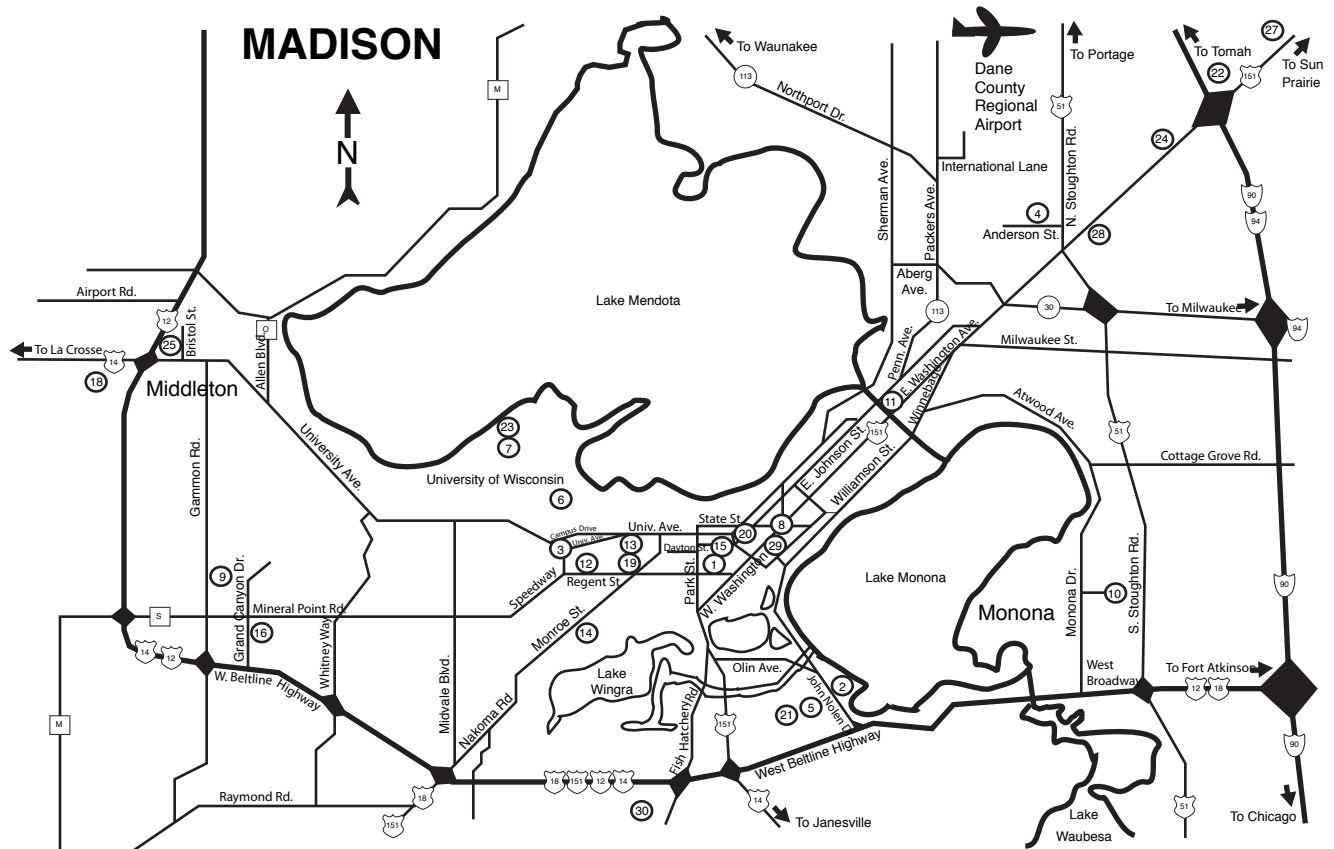 MADISON
N
M
To Waunakee
113
Northport Dr.
Dane
County
Regional
Airport
To Portage
51
To Tomah
22
27
151
To Sun
Prairie
24
International Lane
Sherman Ave.
Packers Ave.
N. Stoughton Rd.
4
Anderson St.
28
90
94
Lake Mendota
Aberg
Ave.
113
30
To Milwaukee
94
Milwaukee St.
Airport Rd.
12
Bristol St.
25
Q
Allen Blvd.
To La Crosse
14
18
Middleton
Penn. Ave.
E. Washington Ave.
Winnebago
11
151
Atwood Ave.
51
Cottage Grove Rd.
Gammon Rd.
University Ave.
23
7
University of Wisconsin
6
E. Johnson St.
Williamson St.
State St.
20
8
29
Campus Drive
Univ. Ave
Univ. Ave.
3
13
Dayton St.
15
12
19
1
Regent St.
Speedway
Park St.
W. Washington
Lake Monona
Monona
Monona Dr.
10
S. Stoughton Rd.
90
9
Grand Canyon Dr.
S
Mineral Point Rd.
16
Whitney Way
Monroe St.
14
14
12
W. Beltline Highway
Midvale Blvd.
Nakoma Rd
Lake
Wingra
Olin Ave.
John Nolen D
2
5
21
Fish Hatchery Rd.
151
West
Broadway
To Fort Atkinson
12
18
M
90
West Beltline Highway
18
151
12
14
Raymond Rd.
18
151
30
14
To Janesville
Lake
Waubesa
51
To Chicago